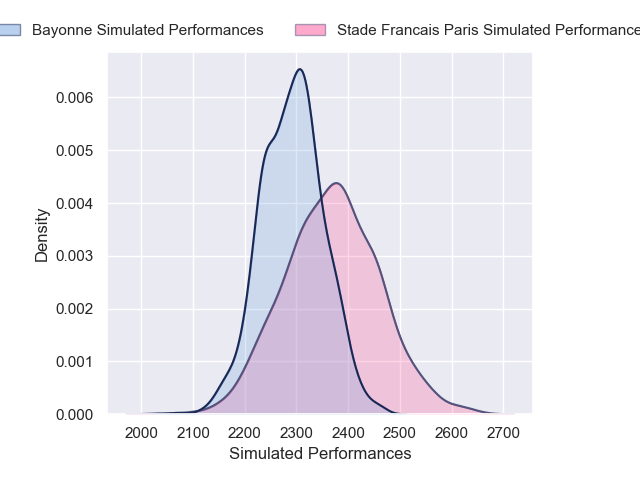 Bayonne Simulated Performances Stade Francais Paris Simulated Performance
0.006
0.005
0.004
0.003
0.002
0.001
0.000
Density
2000 2100 2200 2300 2400 2500 2600 2700
Simulated Performances